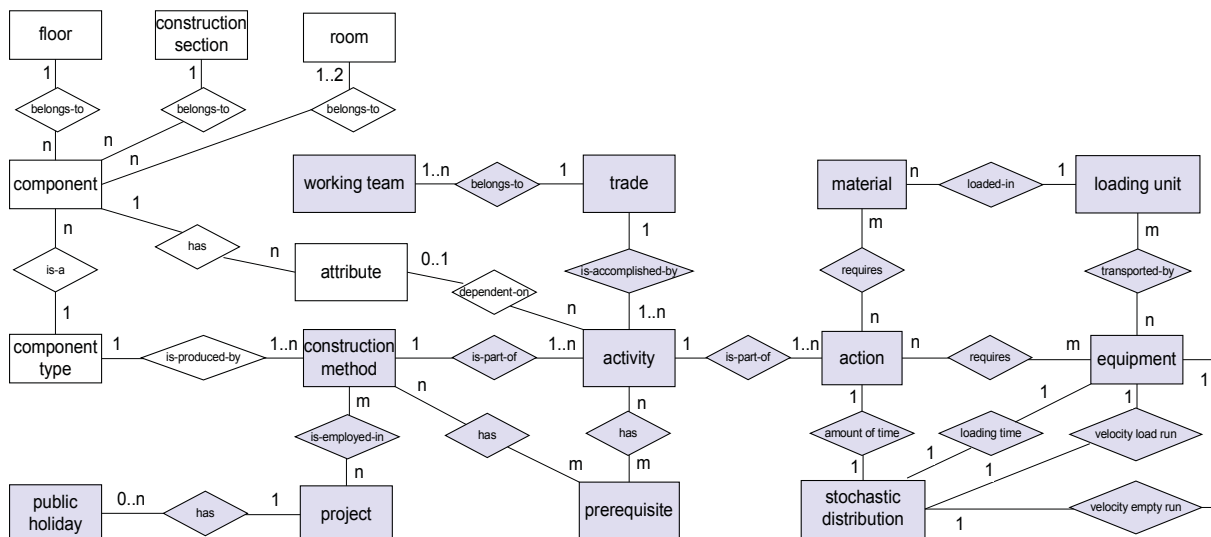 floor
construction
section
room
1
1
1..2
belongs-to
belongs-to
belongs-to
n
n
n
component
working team
1..n
belongs-to
1
trade
material
n
loaded-in
1
loading unit
1
n
has
n
attribute
0..1
dependent-on
n
1
is-accomplished-by
1..n
m
requires
n
m
transported-by
n
is-a
1
component
type
1
is-produced-by
1..n
construction
method
1
is-part-of
1..n
activity
1
is-part-of
1..n
action
n
requires
m
equipment
1
m
is-employed-in
n
n
has
m
n
has
m
1
amount of time
1
1
loading time
1
1
velocity load run
1
public
holiday
0..n
has
1
project
prerequisite
stochastic
distribution
1
velocity empty run